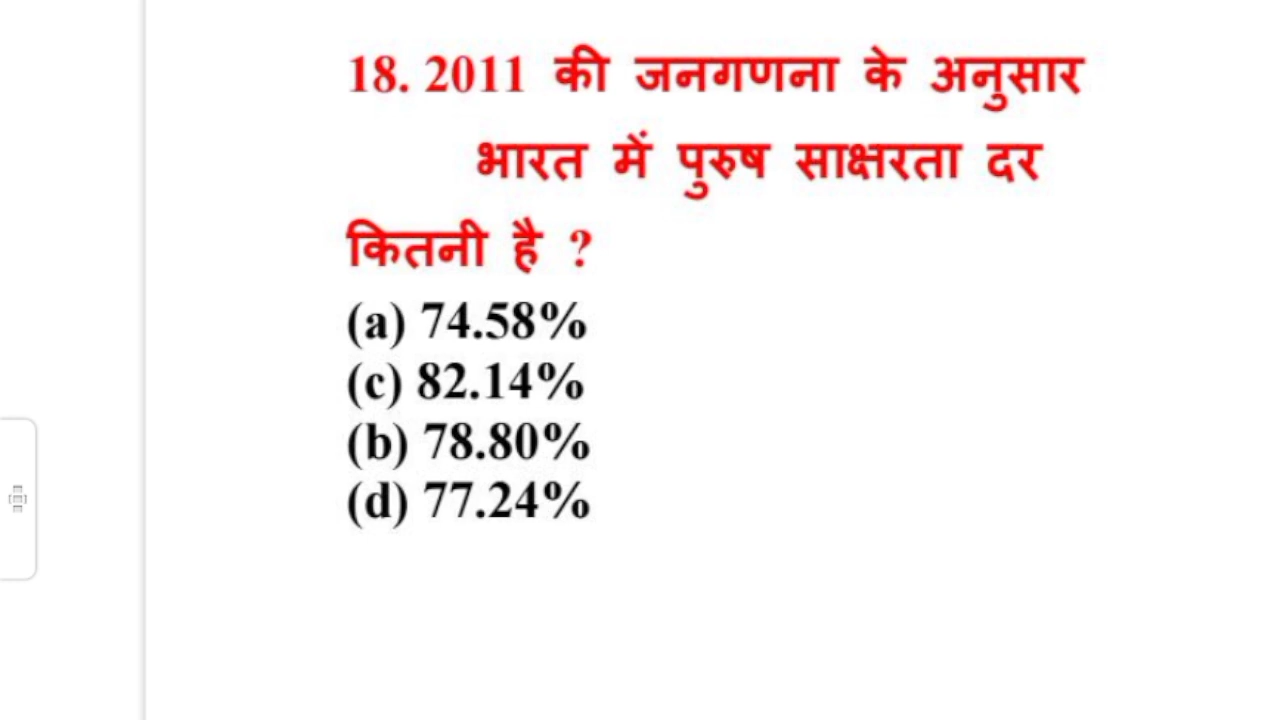 18. 2011 की जनगणना के अनुसार
भारत में पुरुष साक्षरता दर
कितनी है ?
(a) 74.58%
(c) 82.14%
(b) 78.80%
(d) 77.24%